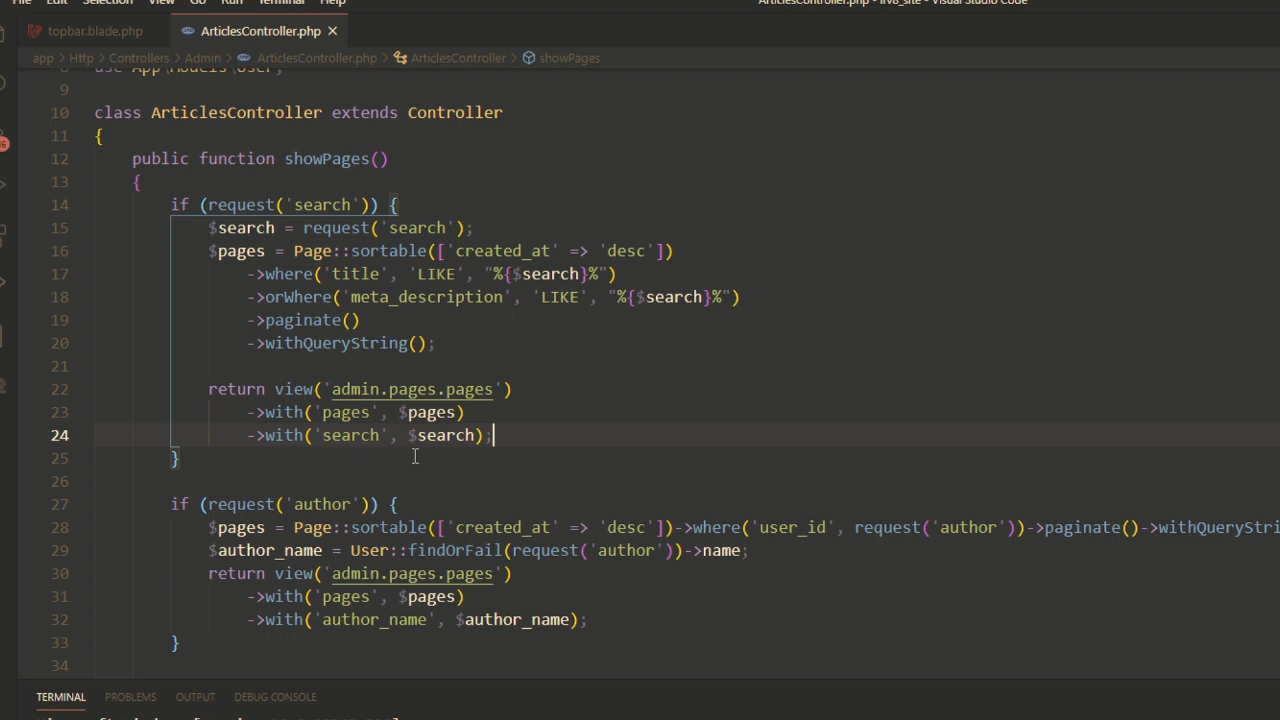 File Edit Selection View Go Run Terminal Help ArticlesController.php - lrv8_site - Visual Studio Code
topbar.blade.php ArticlesController.php ×
app > Http > Controllers > Admin > ArticlesController.php > ArticlesController > showPages
8 use App\Models\User;
9
10 class ArticlesController extends Controller
11 {
12 public function showPages()
13 {
14 if (request('search')) {
15 $search = request('search');
16 $pages = Page::sortable(['created_at' => 'desc'])
17 ->where('title', 'LIKE', "%{$search}%")
18 ->orWhere('meta_description', 'LIKE', "%{$search}%")
19 ->paginate()
20 ->withQueryString();
21
22 return view('admin.pages.pages')
23 ->with('pages', $pages)
24 ->with('search', $search);
25 }
26
27 if (request('author')) {
28 $pages = Page::sortable(['created_at' => 'desc'])->where('user_id', request('author'))->paginate()->withQueryStri
29 $author_name = User::findOrFail(request('author'))->name;
30 return view('admin.pages.pages')
31 ->with('pages', $pages)
32 ->with('author_name', $author_name);
33 }
34
TERMINAL PROBLEMS OUTPUT DEBUG CONSOLE